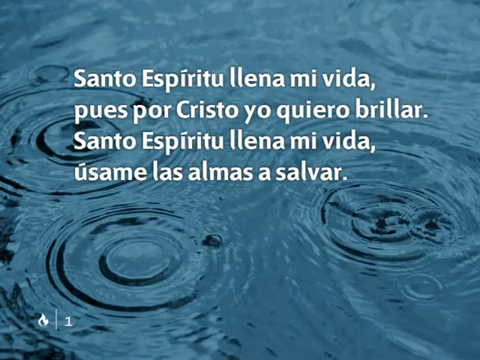 Santo Espíritu llena mi vida,
pues por Cristo yo quiero brillar.
Santo Espíritu llena mi vida,
úsame las almas a salvar.
1